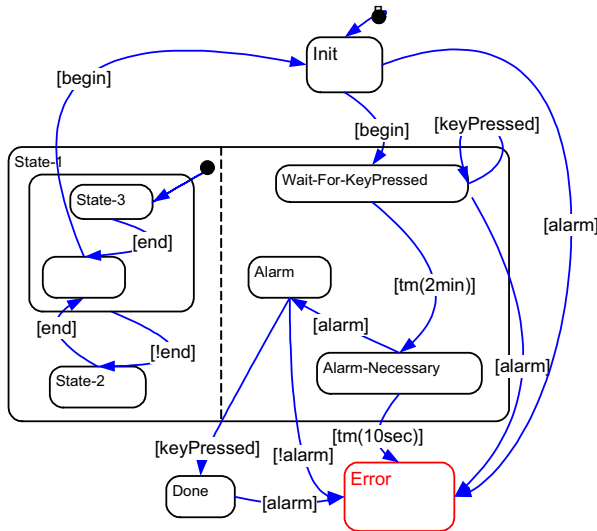 Init
[begin]
[begin]
[keyPressed]
State-1
Wait-For-KeyPressed
State-3
[alarm]
[end]
Alarm
[tm(2min)]
[end]
[alarm]
[!end]
State-2
Alarm-Necessary
[alarm]
[tm(10sec)]
[keyPressed]
[!alarm]
Error
Done
[alarm]